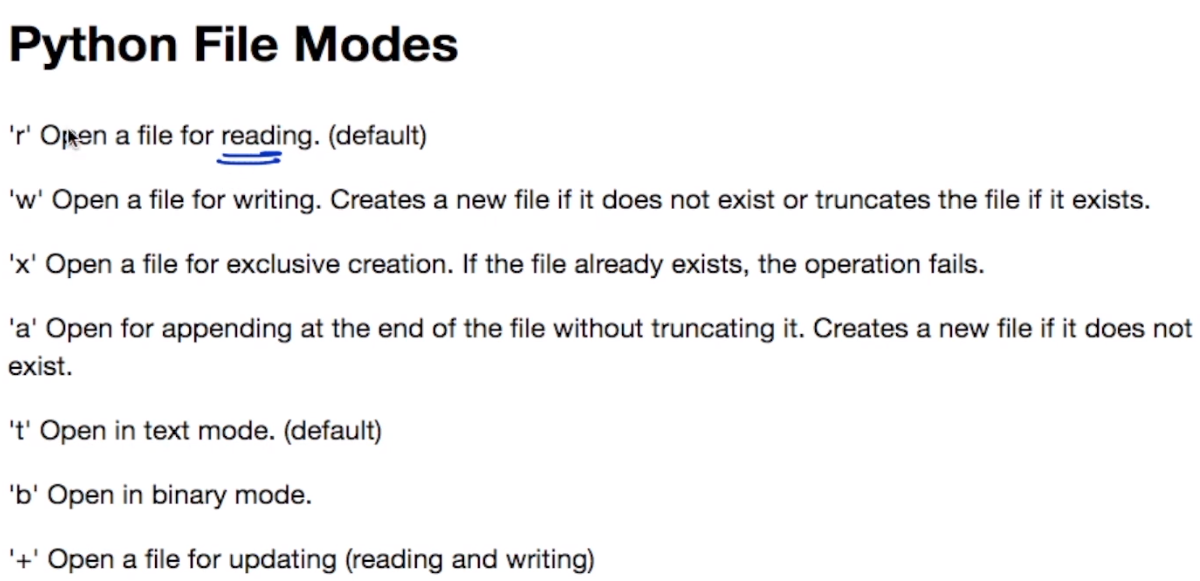 Python File Modes
'r' Open a file for reading. (default)
'w' Open a file for writing. Creates a new file if it does not exist or truncates the file if it exists.
'x' Open a file for exclusive creation. If the file already exists, the operation fails.
'a' Open for appending at the end of the file without truncating it. Creates a new file if it does not
exist.
't' Open in text mode. (default)
'b' Open in binary mode.
'+' Open a file for updating (reading and writing)